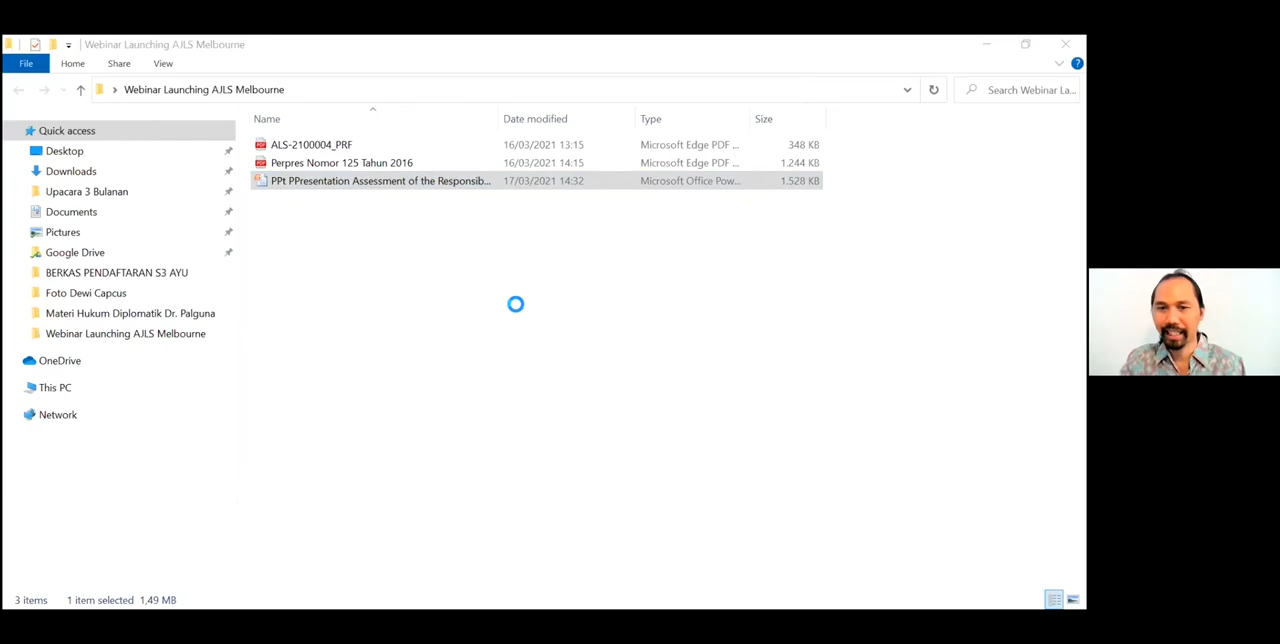 Webinar Launching AJLS Melbourne
File Home Share View
Webinar Launching AJLS Melbourne
Search Webinar La...
Name Date modified Type Size
Quick access
Desktop
Downloads
Upacara 3 Bulanan
Documents
Pictures
Google Drive
BERKAS PENDAFTARAN S3 AYU
Foto Dewi Capcus
Materi Hukum Diplomatik Dr. Palguna
Webinar Launching AJLS Melbourne
OneDrive
This PC
Network
ALS-2100004_PRF 16/03/2021 13:15 Microsoft Edge PDF ... 348 KB
Perpres Nomor 125 Tahun 2016 16/03/2021 14:15 Microsoft Edge PDF ... 1.244 KB
PPt PPresentation Assessment of the Responsib... 17/03/2021 14:32 Microsoft Office Pow... 1.528 KB
3 items 1 item selected 1,49 MB